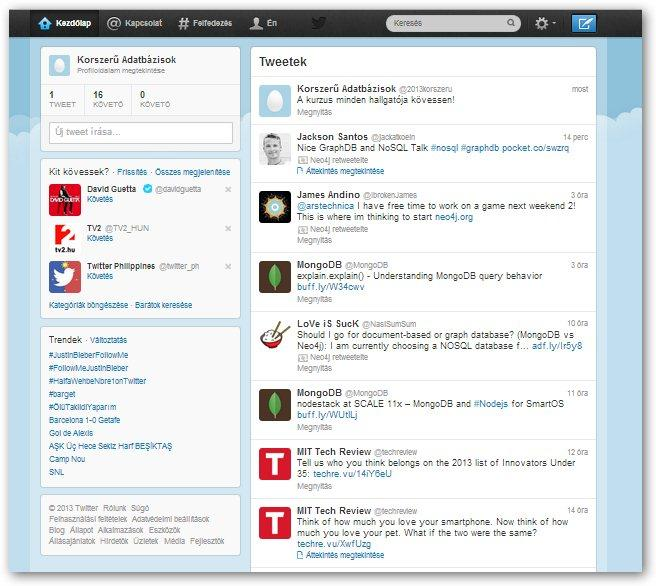 Kezdőlap Kapcsolat Felfedezés Én Keresés
Korszerű Adatbázisok
Profiloldalam megtekintése
1 16 0
TWEET KÖVETŐ KÖVETŐ
Új tweet írása...
Kit kövessek? · Frissítés · Összes megjelenítése
David Guetta @davidguetta
Követés
DAVID GUETTA
TV2 @TV2_HUN
Követés
tv2.hu
Twitter Philippines @twitter_ph
Követés
Kategóriák böngészése · Barátok keresése
Trendek · Változtatás
#JustinBieberFollowMe
#FollowMeJustinBieber
#HaifaWehbeNbre1onTwitter
#barget
#ÖlüTaklidiYaparım
Barcelona 1-0 Getafe
Gol de Alexis
AŞK Üç Hece Sekiz Harf BEŞİKTAŞ
Camp Nou
SNL
© 2013 Twitter Rólunk Súgó
Felhasználási feltételek Adatvédelmi beállítások
Blog Állapot Alkalmazások Eszközök
Állásajánlatok Hirdetők Üzletek Média Fejlesztők
Tweetek
Korszerű Adatbázisok @2013korszeru most
A kurzus minden hallgatója kövessen!
Megnyitás
Jackson Santos @jackatkoein 14 perc
Nice GraphDB and NoSQL Talk #nosql #graphdb pocket.co/swzrq
Neo4j retweetelte
Áttekintés megtekintése
James Andino @IbrokenJames 3 óra
@arstechnica I have free time to work on a game next weekend 2!
This is where im thinking to start neo4j.org
Neo4j retweetelte
Megnyitás
MongoDB @MongoDB 3 óra
explain.explain() - Understanding MongoDB query behavior
buff.ly/W34cwv
Megnyitás
LoVe iS SucK @NasiSumSum 10 óra
Should I go for document-based or graph database? (MongoDB vs
Neo4j): I am currently choosing a NOSQL database f... adf.ly/Ir5y8
Neo4j retweetelte
Megnyitás
MongoDB @MongoDB 11 óra
nodestack at SCALE 11x – MongoDB and #Nodejs for SmartOS
buff.ly/WUtlLj
Megnyitás
MIT Tech Review @techreview 12 óra
Tell us who you think belongs on the 2013 list of Innovators Under
35: techre.vu/14iY6eU
Megnyitás
MIT Tech Review @techreview 14 óra
Think of how much you love your smartphone. Now think of how
much you love your pet. What if the two were the same?
techre.vu/XwfUzg
Áttekintés megtekintése